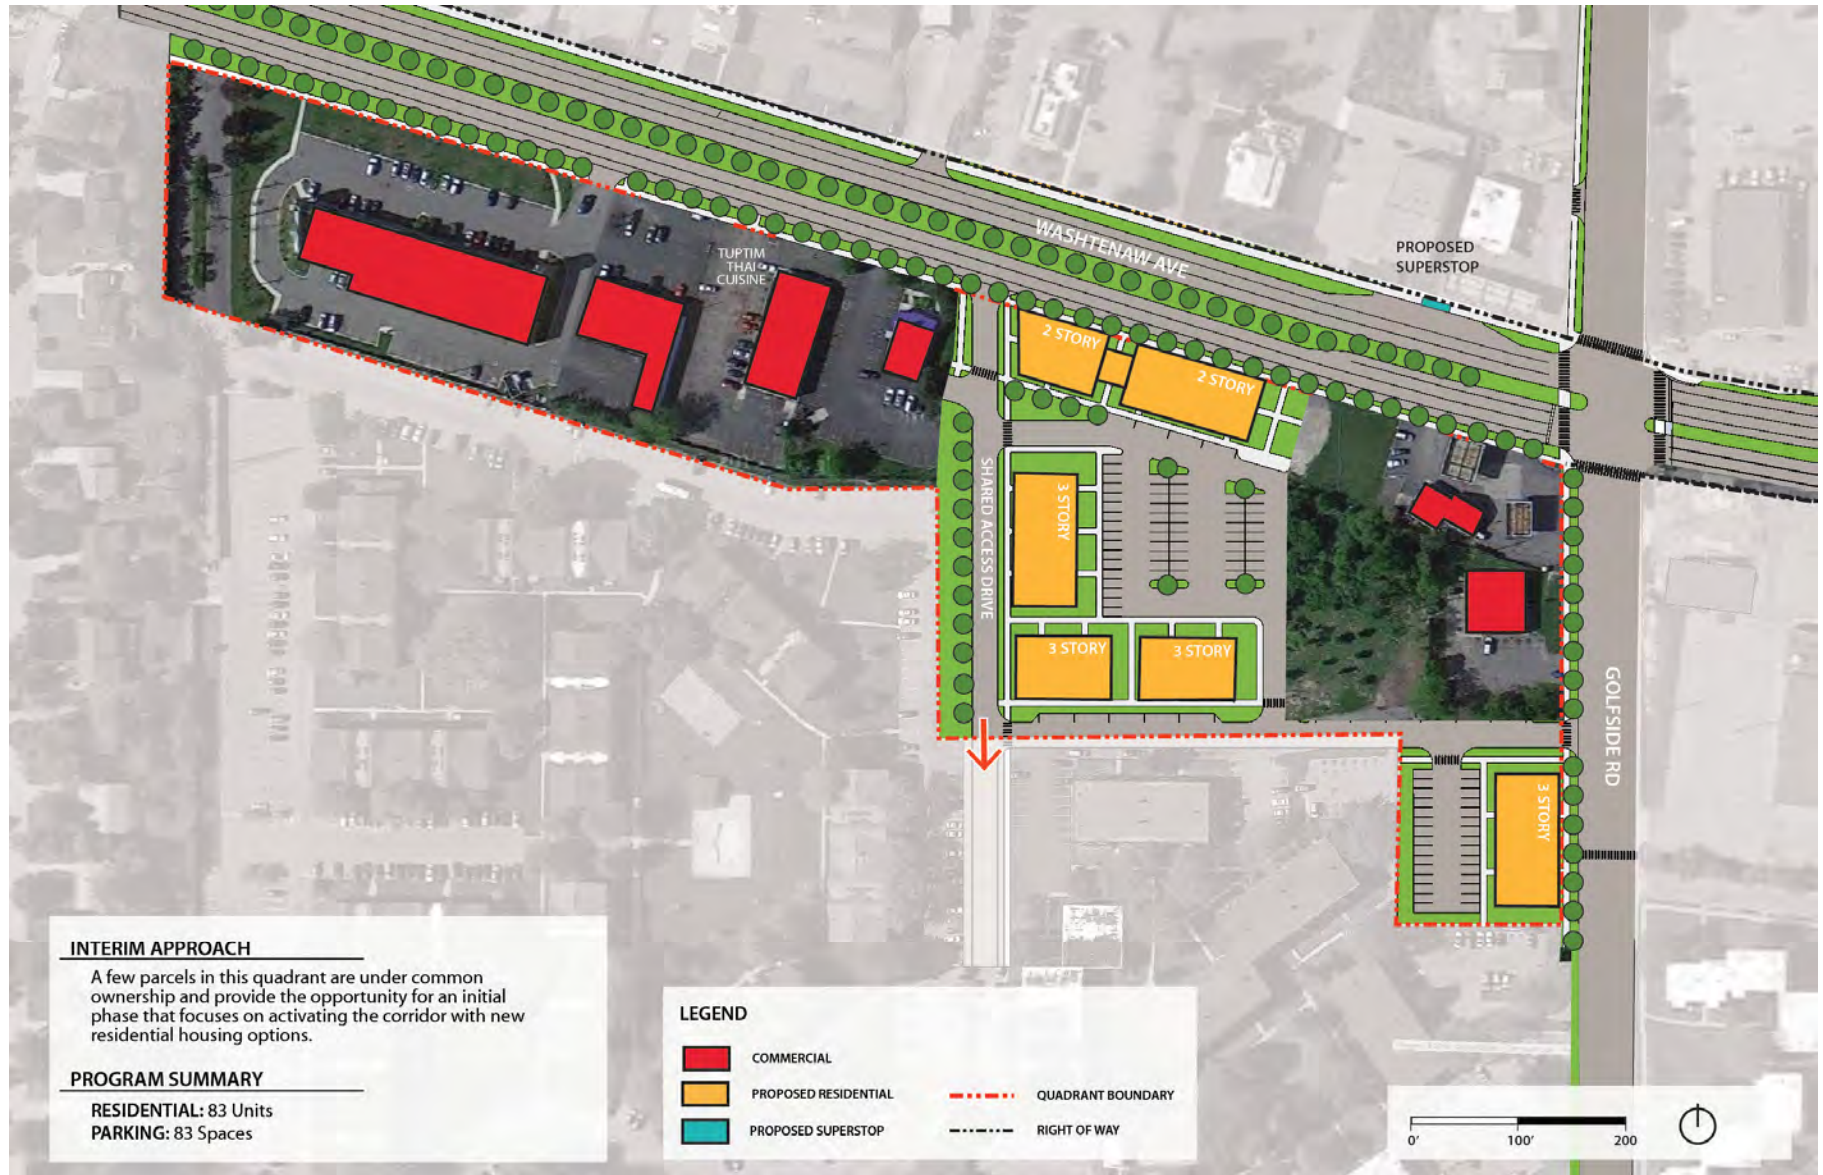 WASHTENAW AVE
PROPOSED
SUPERSTOP
TUPTIM
THAI
CUISINE
2 STORY
2 STORY
SHARED ACCESS DRIVE
3 STORY
3 STORY
3 STORY
GOLFSIDE RD
3 STORY
INTERIM APPROACH
A few parcels in this quadrant are under common
ownership and provide the opportunity for an initial
phase that focuses on activating the corridor with new
residential housing options.
PROGRAM SUMMARY
RESIDENTIAL: 83 Units
PARKING: 83 Spaces
LEGEND
COMMERCIAL
PROPOSED RESIDENTIAL
PROPOSED SUPERSTOP
QUADRANT BOUNDARY
RIGHT OF WAY
0'
100'
200